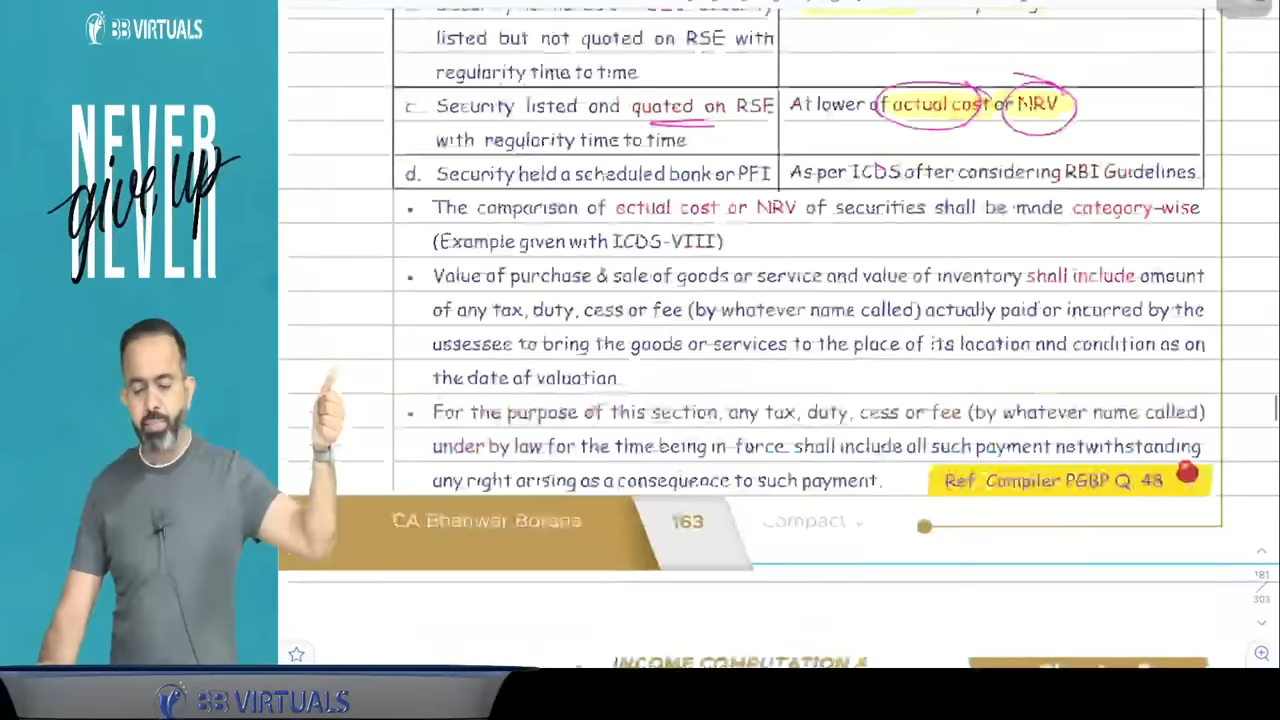 BB VIRTUALS
NEVER
give up
NEVER
listed but not quoted on RSE with
regularity time to time
c. Security listed and quoted on RSE
with regularity time to time
At lower of actual cost or NRV
d. Security held a scheduled bank or PFI
As per ICDS after considering RBI Guidelines.
• The comparison of actual cost or NRV of securities shall be made category-wise
(Example given with ICDS-VIII)
• Value of purchase & sale of goods or service and value of inventory shall include amount
of any tax, duty, cess or fee (by whatever name called) actually paid or incurred by the
assessee to bring the goods or services to the place of its location and condition as on
the date of valuation.
• For the purpose of this section, any tax, duty, cess or fee (by whatever name called)
under by law for the time being in force shall include all such payment notwithstanding
any right arising as a consequence to such payment.
Ref Compiler PGBP Q. 48
CA Bhanwar Borana
163
Compact
181
303
INCOME COMPUTATION &
BB VIRTUALS